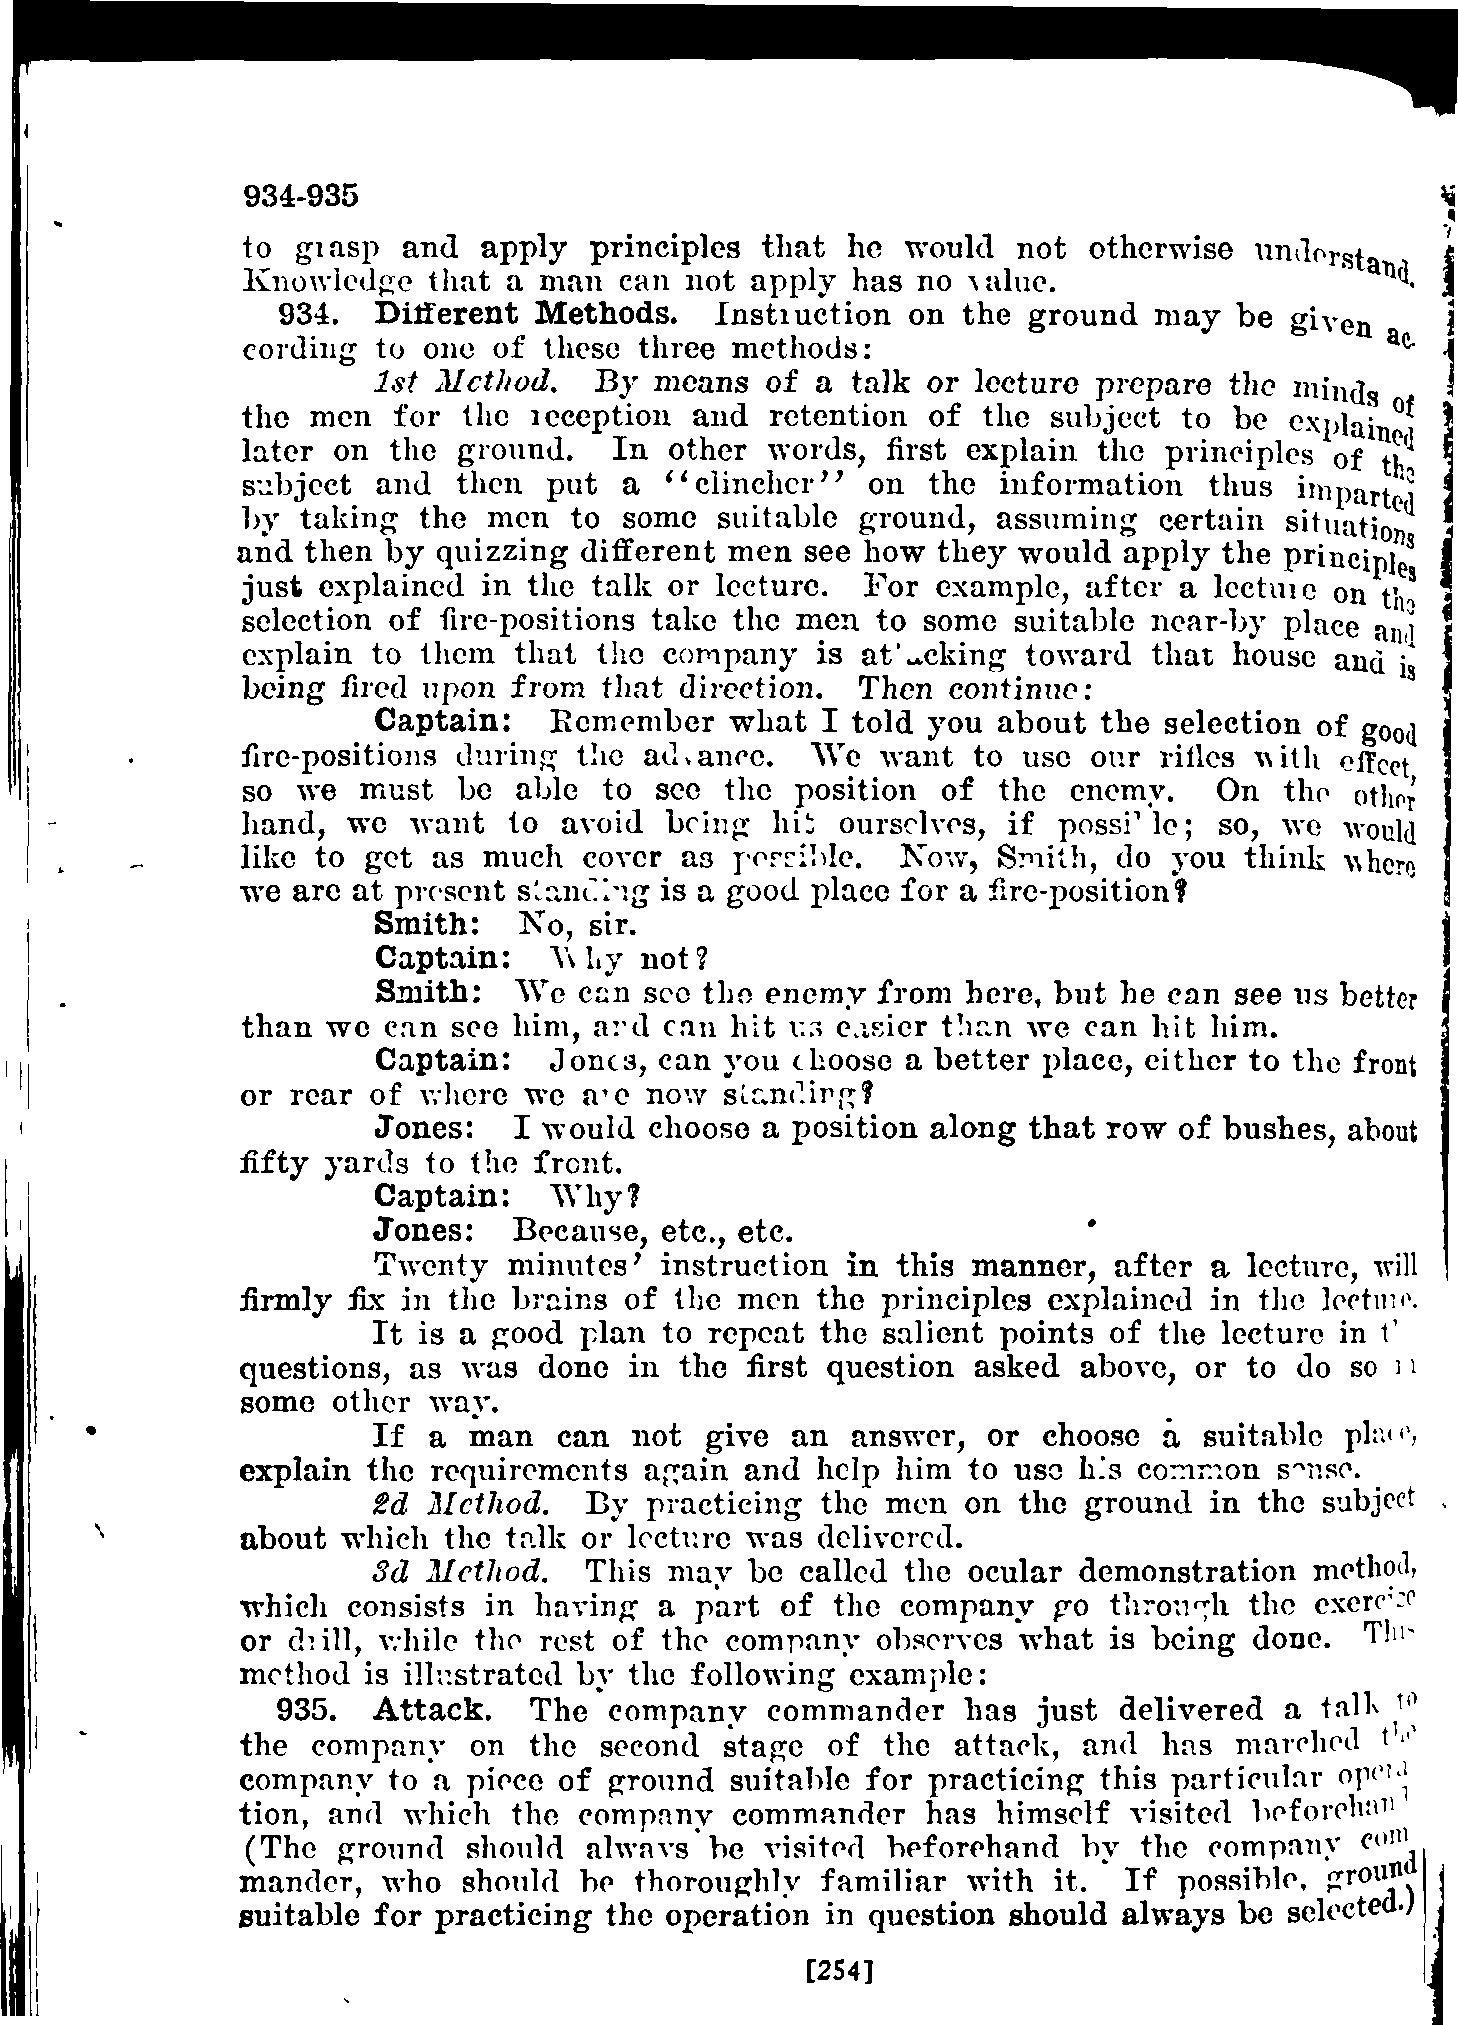 934-935
to grasp and apply principles that he would not otherwise understand.
Knowledge that a man can not apply has no value.
934. Different Methods. Instruction on the ground may be given ac-
cording to one of these three methods:
1st Method. By means of a talk or lecture prepare the minds of
the men for the reception and retention of the subject to be explained
later on the ground. In other words, first explain the principles of the
subject and then put a "clincher" on the information thus imparted
by taking the men to some suitable ground, assuming certain situations
and then by quizzing different men see how they would apply the principles
just explained in the talk or lecture. For example, after a lecture on the
selection of fire-positions take the men to some suitable near-by place and
explain to them that the company is attacking toward that house and is
being fired upon from that direction. Then continue:
Captain: Remember what I told you about the selection of good
fire-positions during the advance. We want to use our rifles with effect,
so we must be able to see the position of the enemy. On the other
hand, we want to avoid being hit ourselves, if possible; so, we would
like to get as much cover as possible. Now, Smith, do you think where
we are at present standing is a good place for a fire-position?
Smith: No, sir.
Captain: Why not?
Smith: We can see the enemy from here, but he can see us better
than we can see him, and can hit us easier than we can hit him.
Captain: Jones, can you choose a better place, either to the front
or rear of where we are now standing?
Jones: I would choose a position along that row of bushes, about
fifty yards to the front.
Captain: Why?
Jones: Because, etc., etc.
Twenty minutes' instruction in this manner, after a lecture, will
firmly fix in the brains of the men the principles explained in the lecture.
It is a good plan to repeat the salient points of the lecture in
questions, as was done in the first question asked above, or to do so in
some other way.
If a man can not give an answer, or choose a suitable place,
explain the requirements again and help him to use his common sense.
2d Method. By practicing the men on the ground in the subject
about which the talk or lecture was delivered.
3d Method. This may be called the ocular demonstration method,
which consists in having a part of the company go through the exercise
or drill, while the rest of the company observes what is being done. This
method is illustrated by the following example:
935. Attack. The company commander has just delivered a talk to
the company on the second stage of the attack, and has marched the
company to a piece of ground suitable for practicing this particular opera
tion, and which the company commander has himself visited beforehand
(The ground should always be visited beforehand by the company com
mander, who should be thoroughly familiar with it. If possible, ground
suitable for practicing the operation in question should always be selected.)
[254]